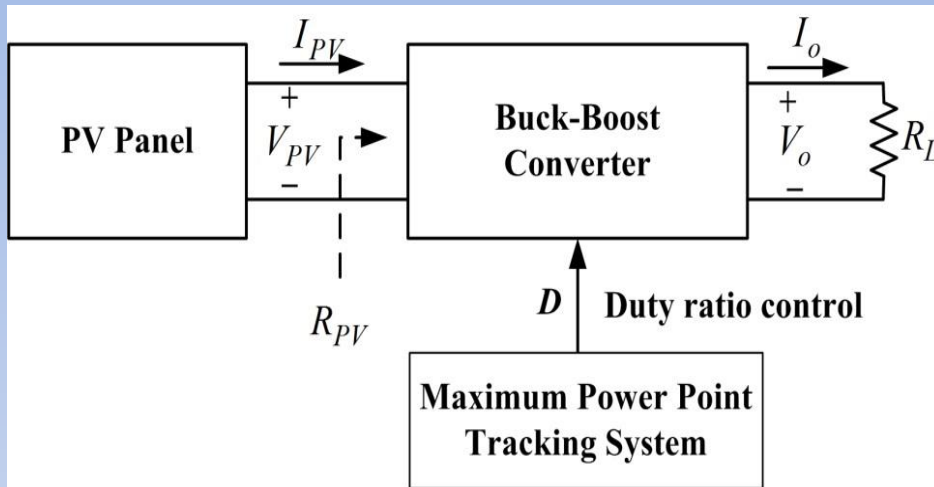 PV Panel
I_PV
+
V_PV
−
R_PV
Buck-Boost
Converter
I_o
+
V_o
−
R_L
D
Duty ratio control
Maximum Power Point
Tracking System